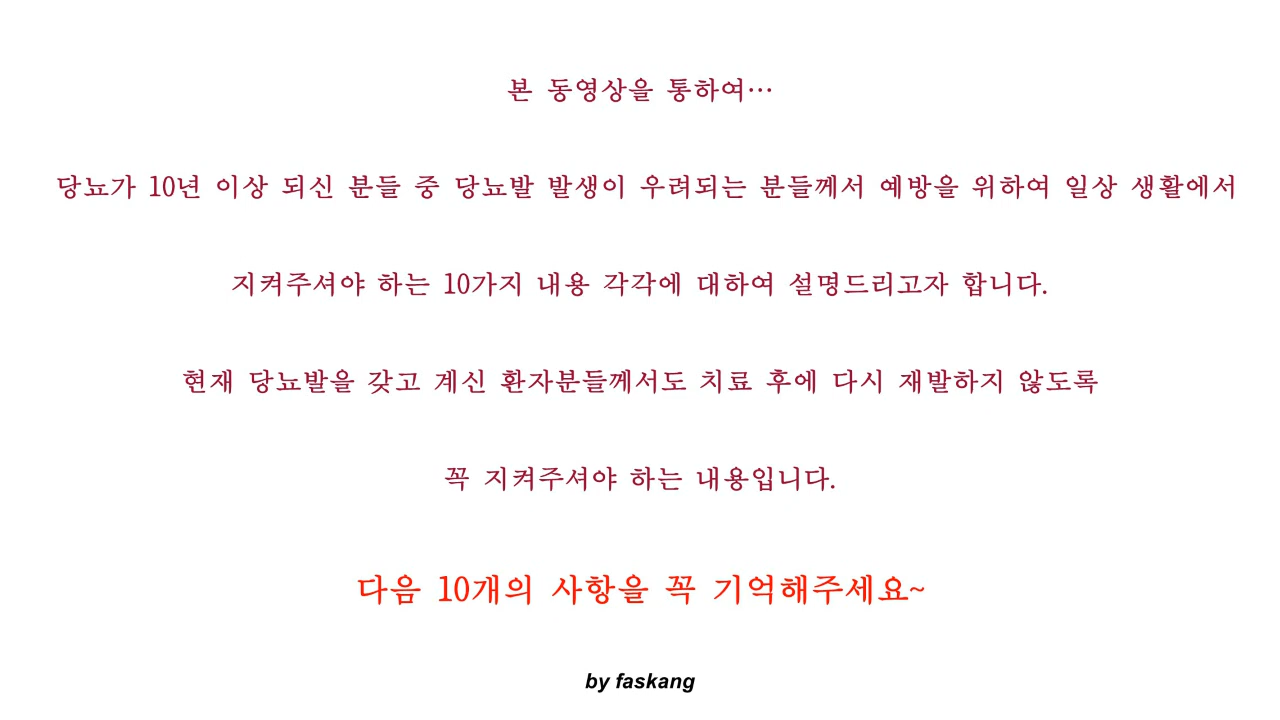 본 동영상을 통하여…
당뇨가 10년 이상 되신 분들 중 당뇨발 발생이 우려되는 분들께서 예방을 위하여 일상 생활에서
지켜주셔야 하는 10가지 내용 각각에 대하여 설명드리고자 합니다.
현재 당뇨발을 갖고 계신 환자분들께서도 치료 후에 다시 재발하지 않도록
꼭 지켜주셔야 하는 내용입니다.
다음 10개의 사항을 꼭 기억해주세요~
by faskang